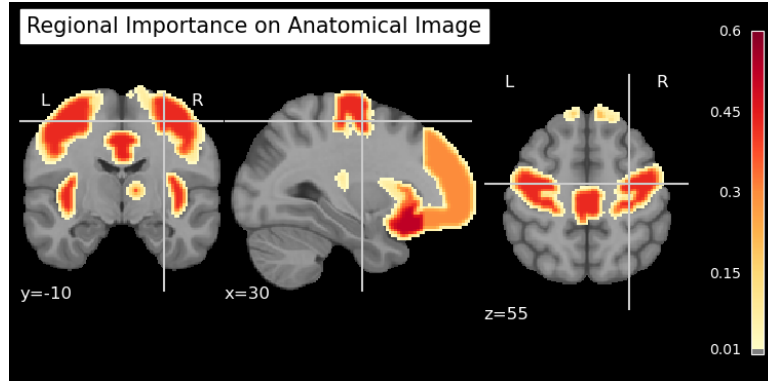 Regional Importance on Anatomical Image
L R
y=-10
x=30
L R
z=55
0.6
0.45
0.3
0.15
0.01